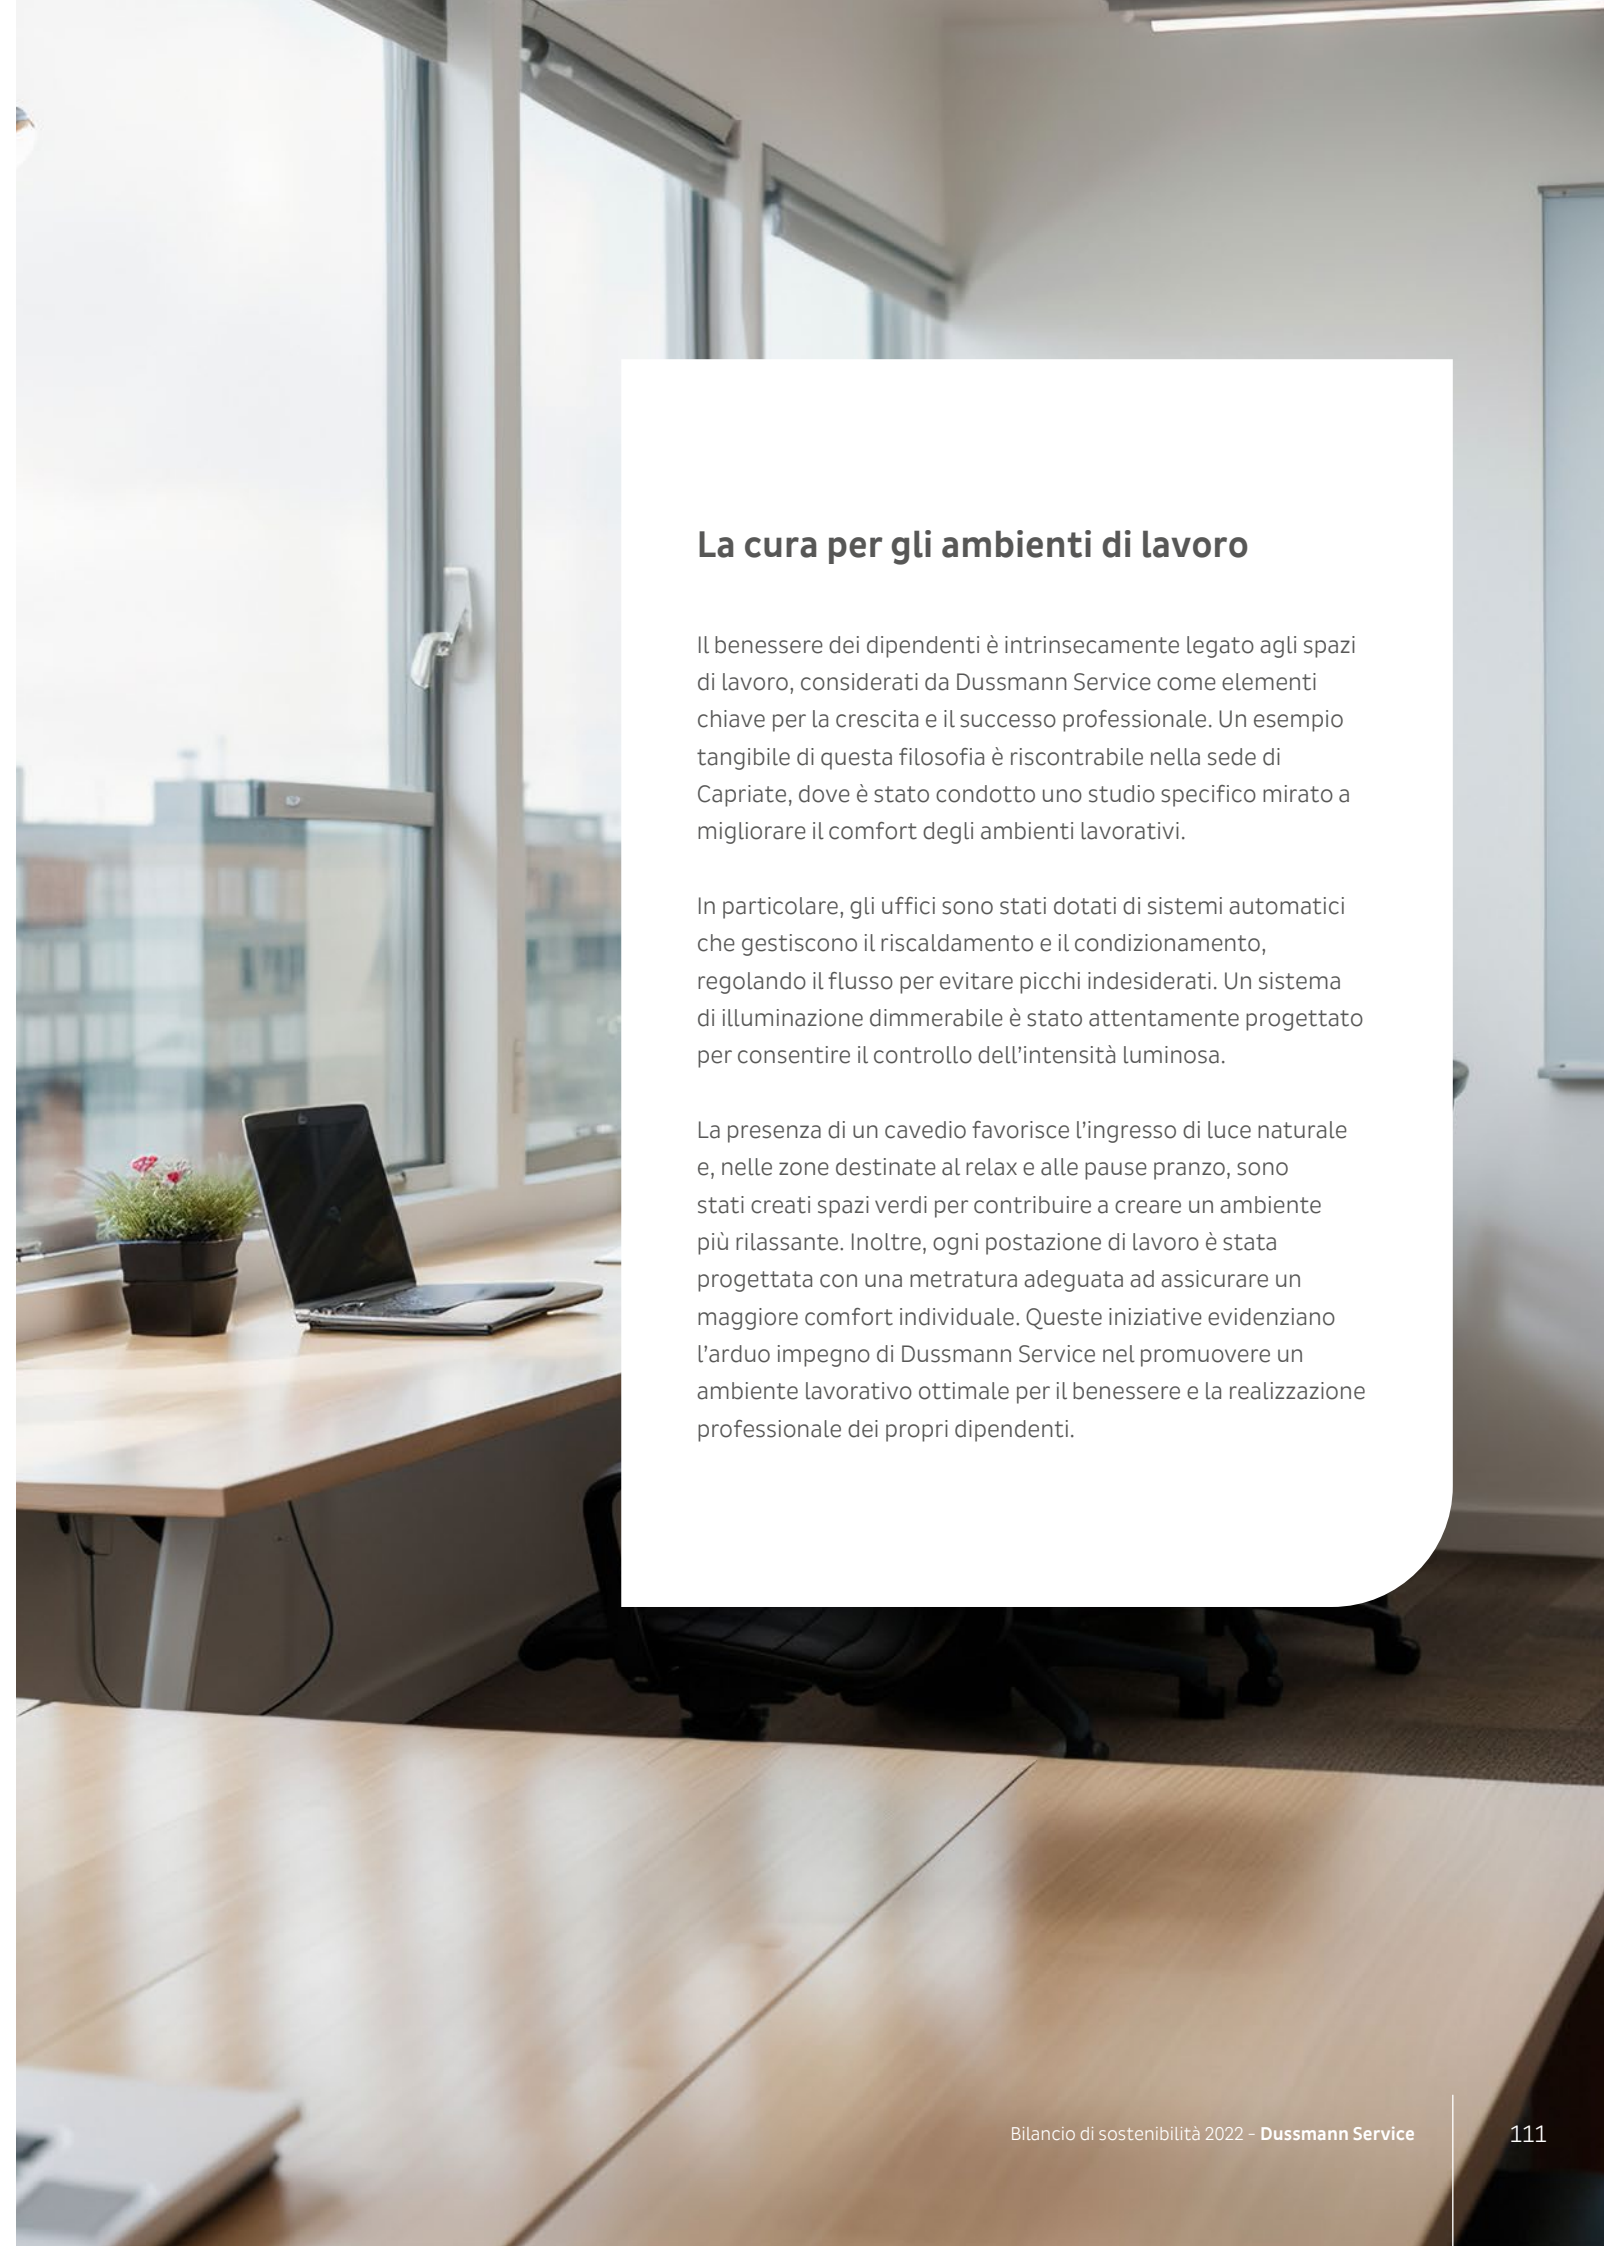 La cura per gli ambienti di lavoro
Il benessere dei dipendenti è intrinsecamente legato agli spazi
di lavoro, considerati da Dussmann Service come elementi
chiave per la crescita e il successo professionale. Un esempio
tangibile di questa filosofia è riscontrabile nella sede di
Capriate, dove è stato condotto uno studio specifico mirato a
migliorare il comfort degli ambienti lavorativi.
In particolare, gli uffici sono stati dotati di sistemi automatici
che gestiscono il riscaldamento e il condizionamento,
regolando il flusso per evitare picchi indesiderati. Un sistema
di illuminazione dimmerabile è stato attentamente progettato
per consentire il controllo dell’intensità luminosa.
La presenza di un cavedio favorisce l’ingresso di luce naturale
e, nelle zone destinate al relax e alle pause pranzo, sono
stati creati spazi verdi per contribuire a creare un ambiente
più rilassante. Inoltre, ogni postazione di lavoro è stata
progettata con una metratura adeguata ad assicurare un
maggiore comfort individuale. Queste iniziative evidenziano
l’arduo impegno di Dussmann Service nel promuovere un
ambiente lavorativo ottimale per il benessere e la realizzazione
professionale dei propri dipendenti.
Bilancio di sostenibilità 2022 - Dussmann Service
111